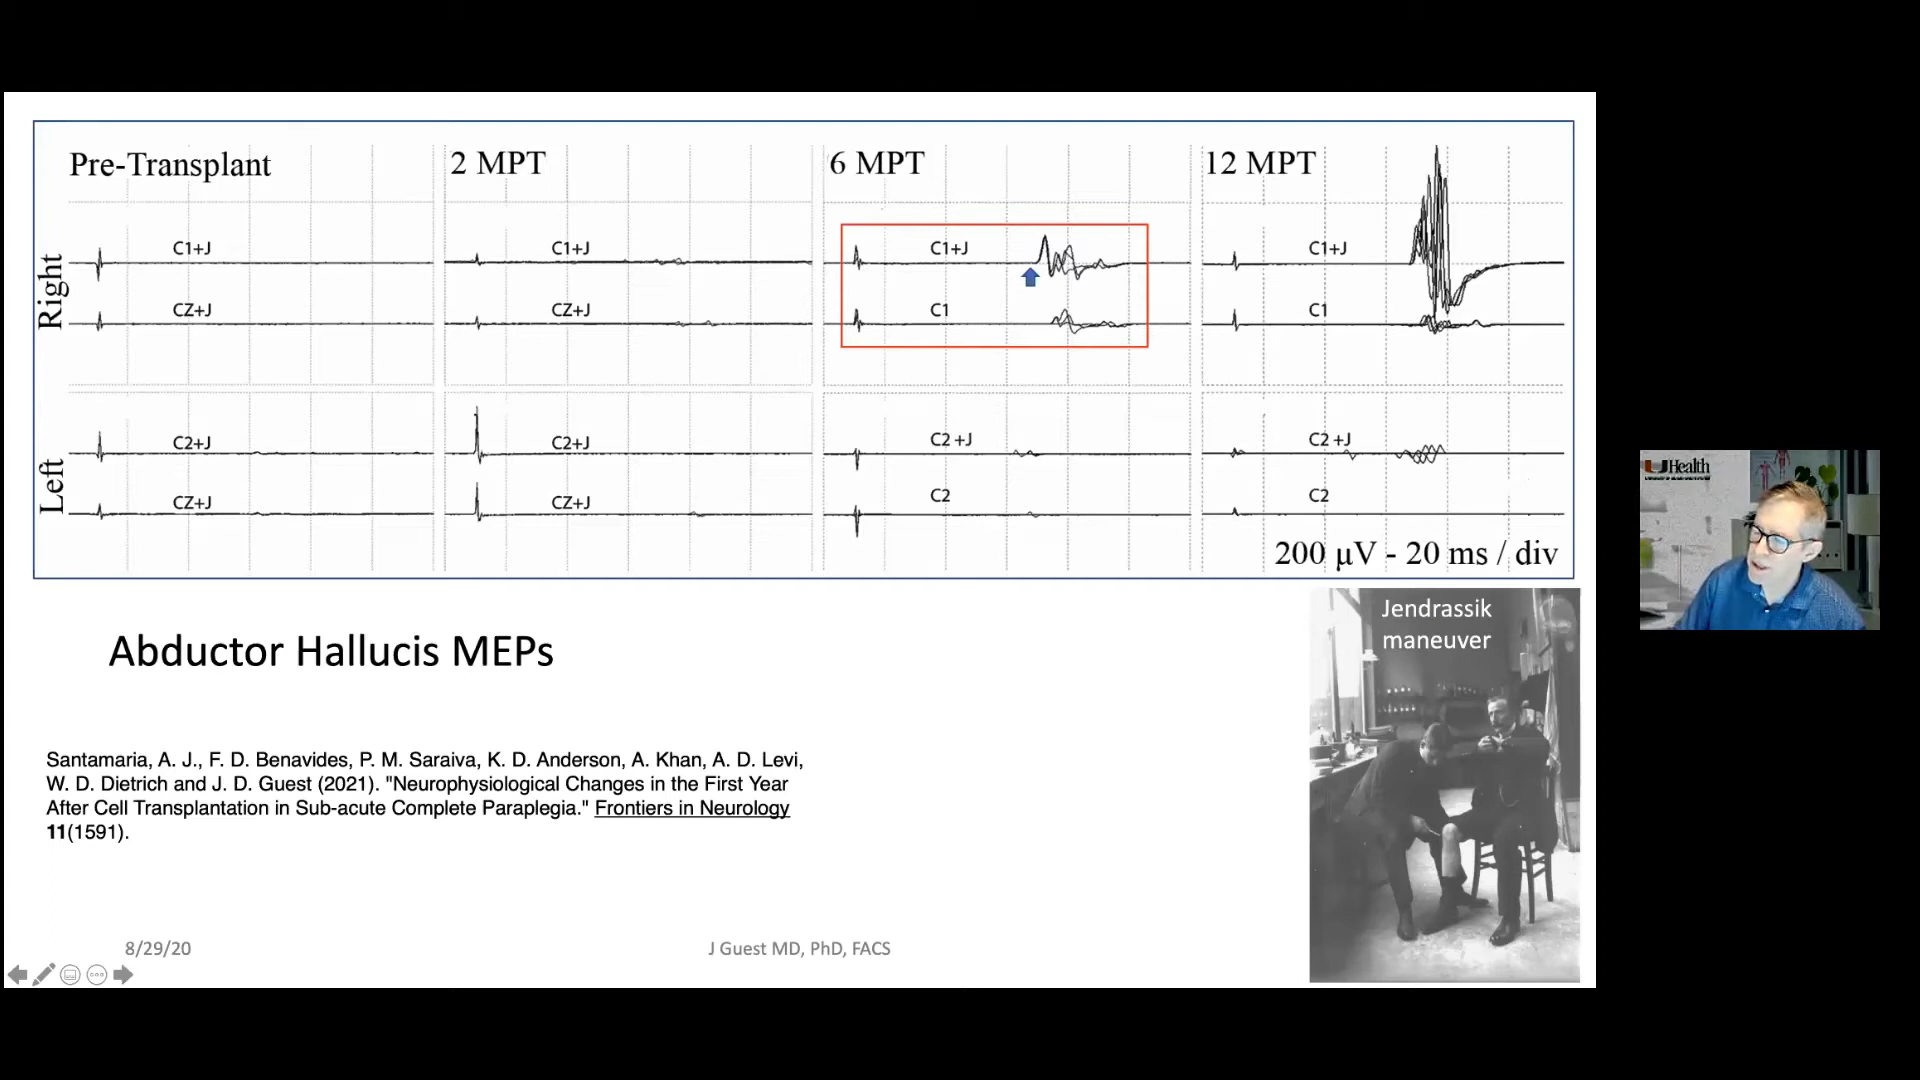 Pre-Transplant
2 MPT
6 MPT
12 MPT
Right
C1+J
C1+J
C1+J
C1+J
CZ+J
CZ+J
C1
C1
Left
C2+J
C2+J
C2 +J
C2 +J
CZ+J
CZ+J
C2
C2
200 µV - 20 ms / div
Abductor Hallucis MEPs
Jendrassik
maneuver
Santamaria, A. J., F. D. Benavides, P. M. Saraiva, K. D. Anderson, A. Khan, A. D. Levi,
W. D. Dietrich and J. D. Guest (2021). "Neurophysiological Changes in the First Year
After Cell Transplantation in Sub-acute Complete Paraplegia." Frontiers in Neurology
11(1591).
8/29/20
J Guest MD, PhD, FACS
UHealth